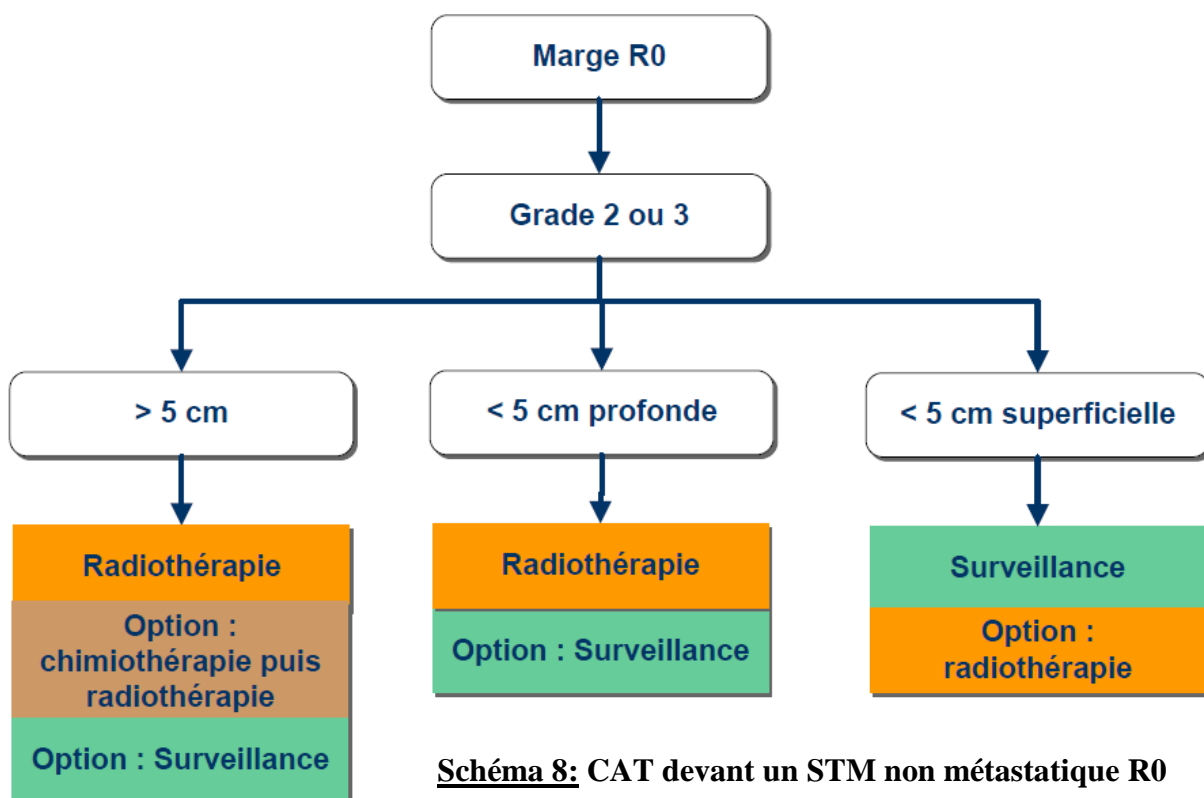 Marge R0
Grade 2 ou 3
> 5 cm
< 5 cm profonde
< 5 cm superficielle
Radiothérapie
Option :
chimiothérapie puis
radiothérapie
Option : Surveillance
Radiothérapie
Option : Surveillance
Surveillance
Option :
radiothérapie
Schéma 8: CAT devant un STM non métastatique R0